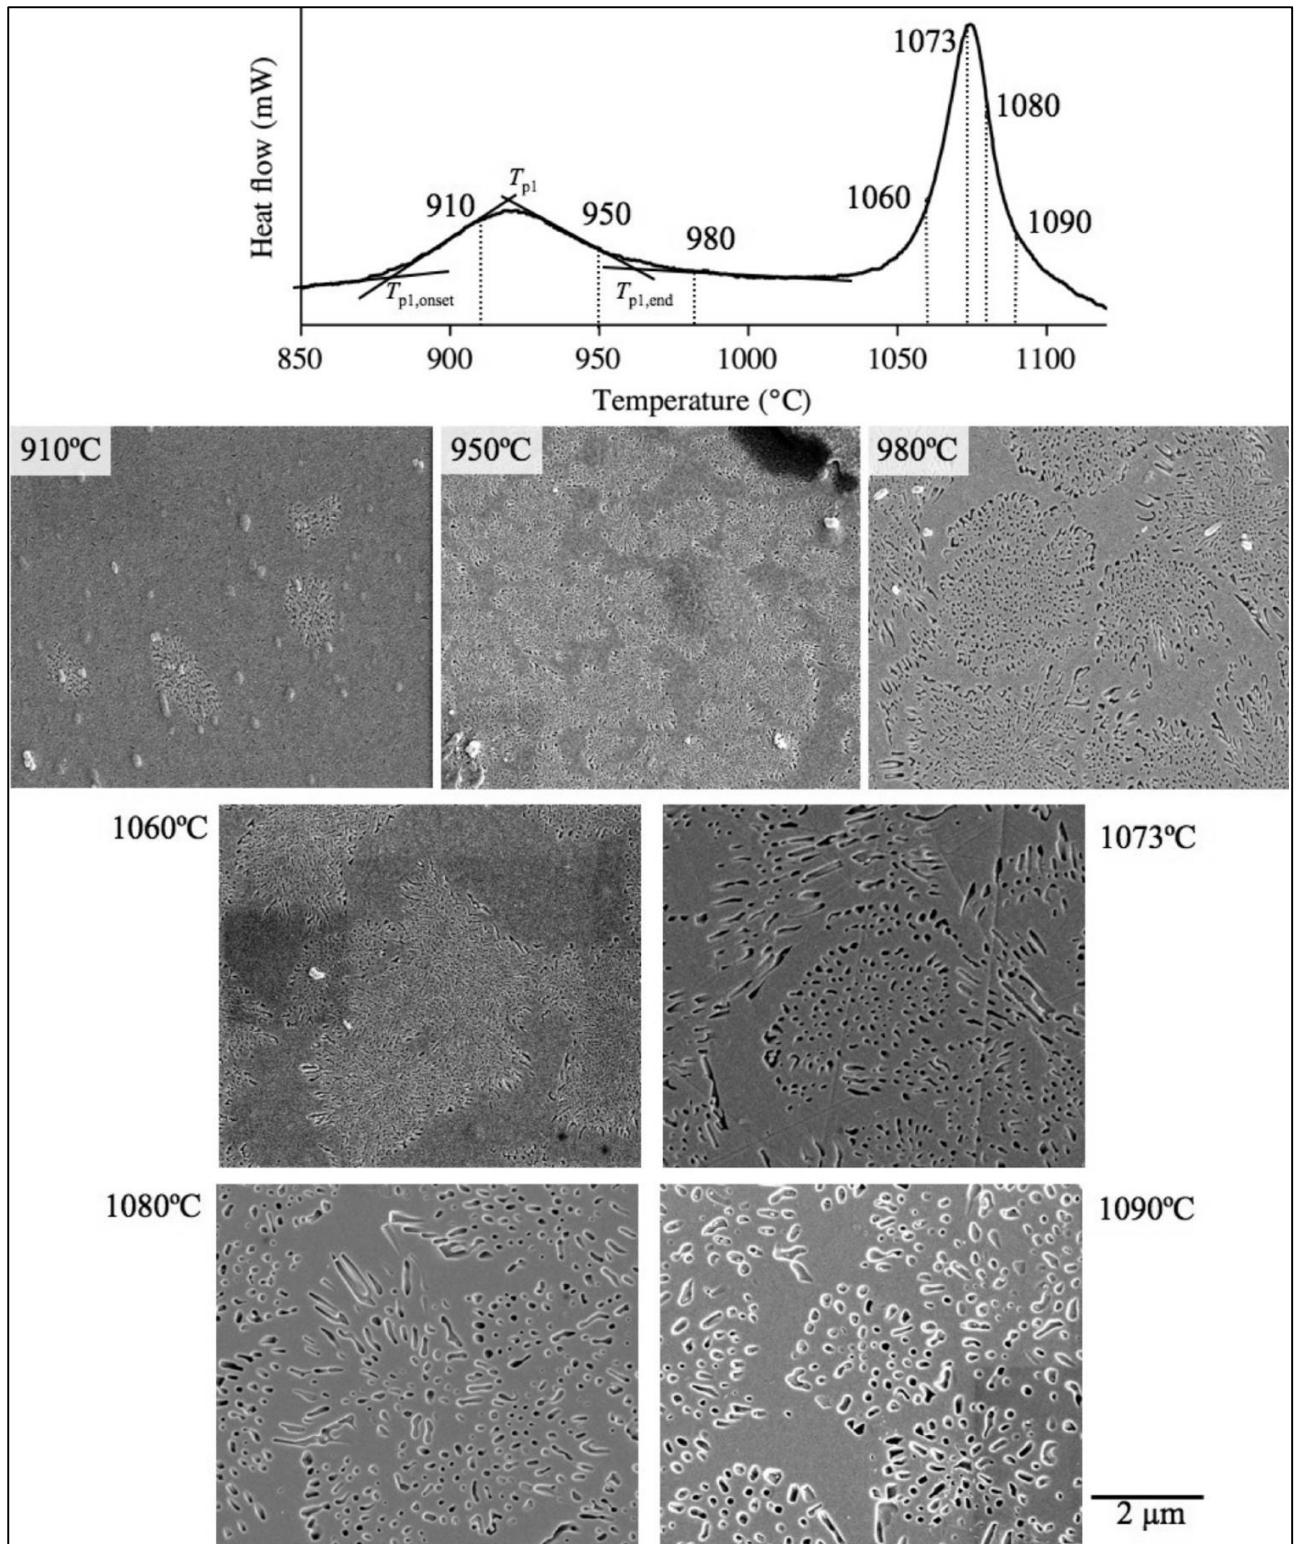 Heat flow (mW)
1073
1080
T_p1
910
950
980
1060
1090
T_p1,onset
T_p1,end
850
900
950
1000
1050
1100
Temperature (°C)
910ºC
950ºC
980ºC
1060ºC
1073ºC
1080ºC
1090ºC
2 μm